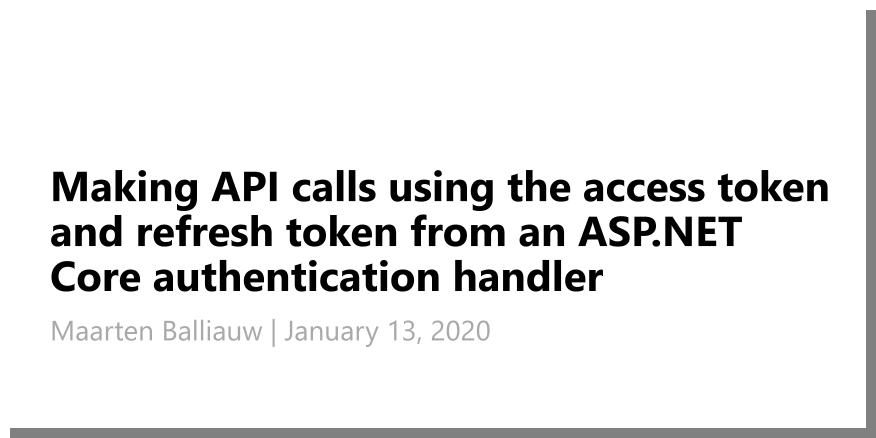 Making API calls using the access token
and refresh token from an ASP.NET
Core authentication handler
Maarten Balliauw | January 13, 2020